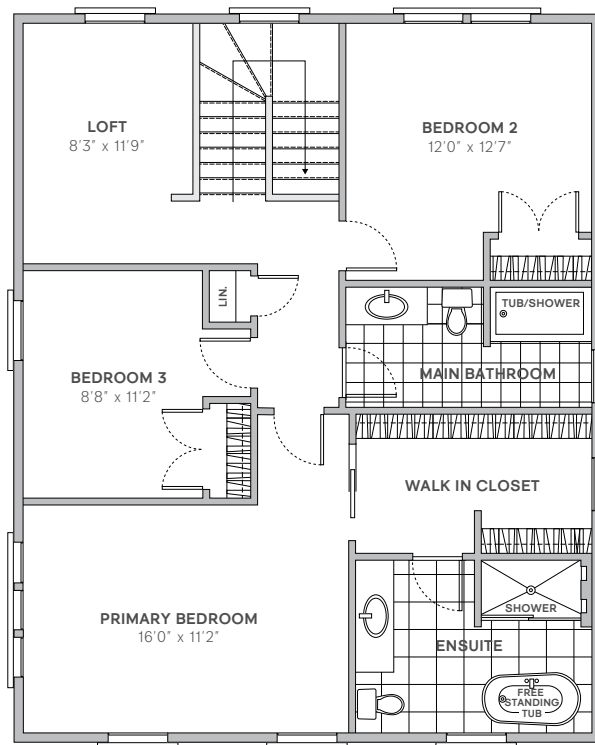 LOFT
8'3" x 11'9"
BEDROOM 2
12'0" x 12'7"
LIN.
TUB/SHOWER
BEDROOM 3
8'8" x 11'2"
MAIN BATHROOM
WALK IN CLOSET
PRIMARY BEDROOM
16'0" x 11'2"
SHOWER
ENSUITE
FREE
STANDING
TUB